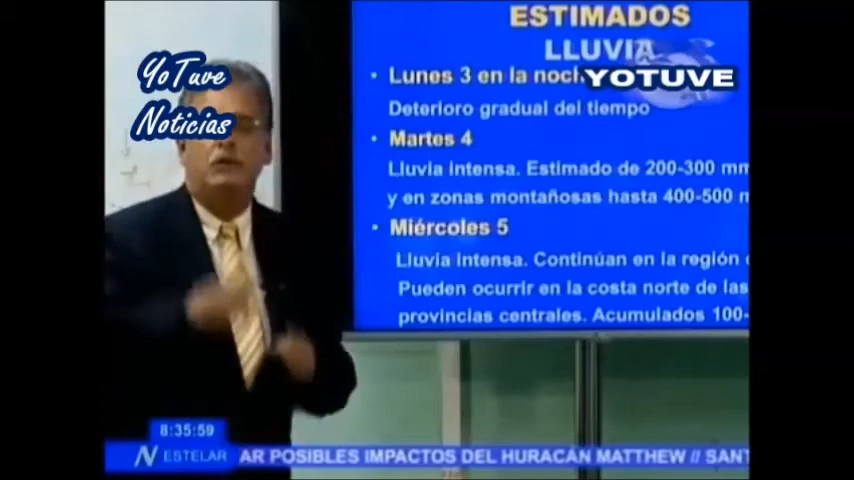 ESTIMADOS
LLUVIA
YOTUVE
YoTuve
Noticias
• Lunes 3 en la
Deterioro gradual del tiempo
• Martes 4
Lluvia intensa. Estimado de 200-300 mm
y en zonas montañosas hasta 400-500
• Miércoles 5
Lluvia intensa. Continúan en la región
Pueden ocurrir en la costa norte de las
provincias centrales. Acumulados 100-
8:35:59
N ESTELAR
AR POSIBLES IMPACTOS DEL HURACÁN MATTHEW // SANT